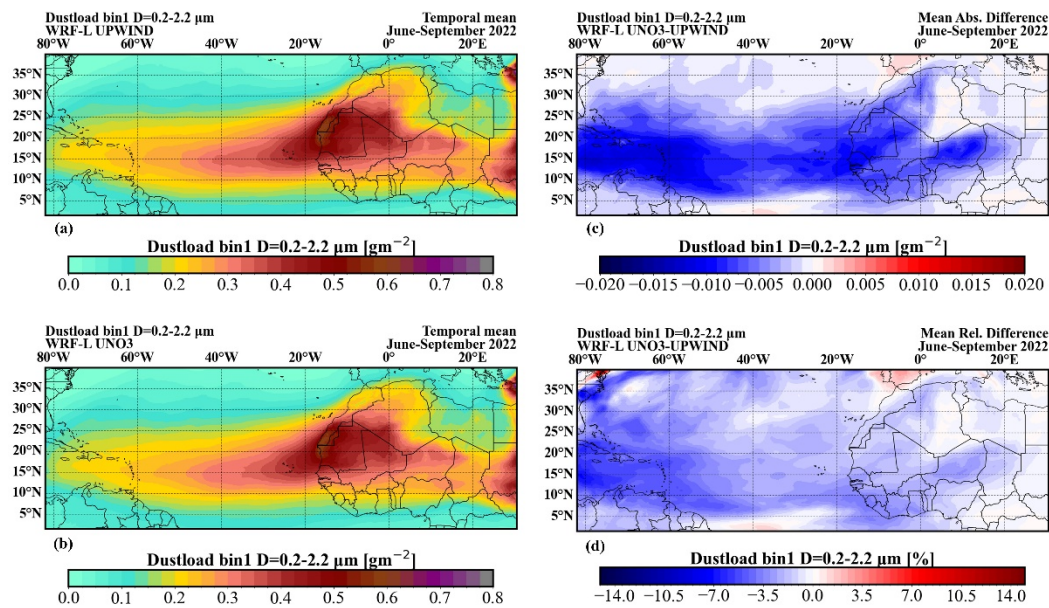 Dustload bin1 D=0.2-2.2 μm
WRF-L UPWIND
Temporal mean
June-September 2022
80°W 60°W 40°W 20°W 0° 20°E
35°N
30°N
25°N
20°N
15°N
10°N
5°N
(a)
Dustload bin1 D=0.2-2.2 μm [gm⁻²]
0.0 0.1 0.2 0.3 0.4 0.5 0.6 0.7 0.8
Dustload bin1 D=0.2-2.2 μm
WRF-L UNO3-UPWIND
Mean Abs. Difference
June-September 2022
80°W 60°W 40°W 20°W 0° 20°E
35°N
30°N
25°N
20°N
15°N
10°N
5°N
(c)
Dustload bin1 D=0.2-2.2 μm [gm⁻²]
−0.020 −0.015 −0.010 −0.005 0.000 0.005 0.010 0.015 0.020
Dustload bin1 D=0.2-2.2 μm
WRF-L UNO3
Temporal mean
June-September 2022
80°W 60°W 40°W 20°W 0° 20°E
35°N
30°N
25°N
20°N
15°N
10°N
5°N
(b)
Dustload bin1 D=0.2-2.2 μm [gm⁻²]
0.0 0.1 0.2 0.3 0.4 0.5 0.6 0.7 0.8
Dustload bin1 D=0.2-2.2 μm
WRF-L UNO3-UPWIND
Mean Rel. Difference
June-September 2022
80°W 60°W 40°W 20°W 0° 20°E
35°N
30°N
25°N
20°N
15°N
10°N
5°N
(d)
Dustload bin1 D=0.2-2.2 μm [%]
−14.0 −10.5 −7.0 −3.5 0.0 3.5 7.0 10.5 14.0